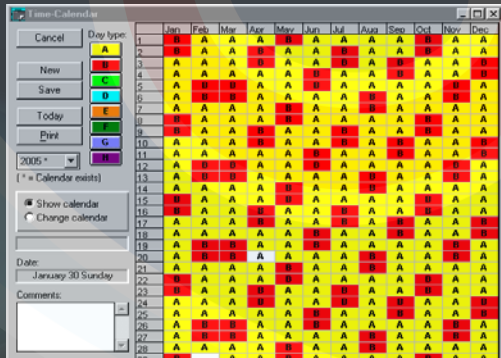 Time-Calendar
Cancel
New
Save
Today
Print
2005 *
( * = Calendar exists)
Show calendar
Change calendar
Date:
January 30 Sunday
Comments:
Day type:
A
B
C
D
E
F
G
H
Jan Feb Mar Apr May Jun Jul Aug Sep Oct Nov Dec
1 B A A A B A A A A B A A
2 B A A B A A B A A B A A
3 A A A B A A B A B A A B
4 A A A A A B A A B A A B
5 A B B A A B A A A A B A
6 A B B A A A A B A A B A
7 A A A A B A A B A A A A
8 B A A A B A A A A B A A
9 B A A B A A B A A B A A
10 A A A B A A B A B A A B
11 A A A A A B A A B A A B
12 A B B A A B A A A A B A
13 A B B A A A A B A A B A
14 A A A A B A A B A A A A
15 B A A A B A A A A B A A
16 B A A B A A B A A B A A
17 A A A B A A B A B A A B
18 A A A A A B A A B A A B
19 A B B A A B A A A A B A
20 A B B A A A A B A A B A
21 A A A A B A A B A A A A
22 B A A A B A A A A B A A
23 B A A B A A B A A B A A
24 A A A B A A B A B A A B
25 A A A A A B A A B A A B
26 A B B A A B A A A A B A
27 A B B A A A A B A A B A
28 A A A A B A A B A A A A